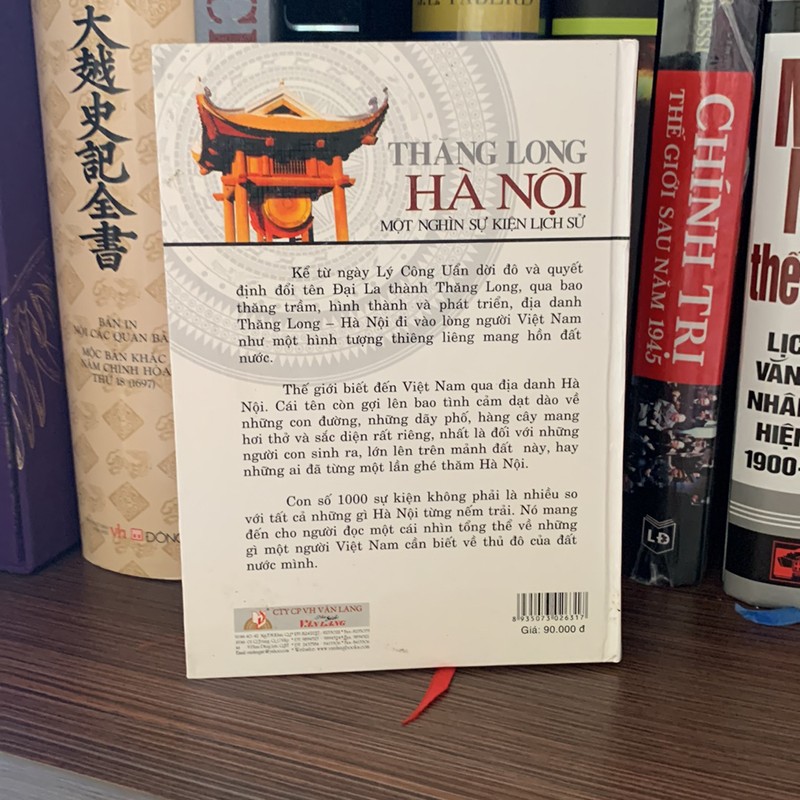 大越史記全書
BẢN IN
NỘI CÁC QUAN BẢ
MỘC BẢN KHẮC
NĂM CHÍNH HÒA
THỨ 18 (1697)
ĐÔNG
THĂNG LONG
HÀ NỘI
MỘT NGHÌN SỰ KIỆN LỊCH SỬ
Kể từ ngày Lý Công Uẩn dời đô và quyết
định đổi tên Đại La thành Thăng Long, qua bao
thăng trầm, hình thành và phát triển, địa danh
Thăng Long – Hà Nội đi vào lòng người Việt Nam
như một hình tượng thiêng liêng mang hồn đất
nước.
Thế giới biết đến Việt Nam qua địa danh Hà
Nội. Cái tên còn gợi lên bao tình cảm dạt dào về
những con đường, những dãy phố, hàng cây mang
hơi thở và sắc diện rất riêng, nhất là đối với những
người con sinh ra, lớn lên trên mảnh đất này, hay
những ai đã từng một lần ghé thăm Hà Nội.
Con số 1000 sự kiện không phải là nhiều so
với tất cả những gì Hà Nội từng nếm trải. Nó mang
đến cho người đọc một cái nhìn tổng thể về những
gì một người Việt Nam cần biết về thủ đô của đất
nước mình.
CTY CP VH VĂN LANG
VĂN LANG
8 935073 026317
Giá: 90.000 đ
CHÍNH TRỊ
THẾ GIỚI SAU NĂM 1945
LĐ
the
LỊC
VĂN
NHÂ
HIỆ
1900-